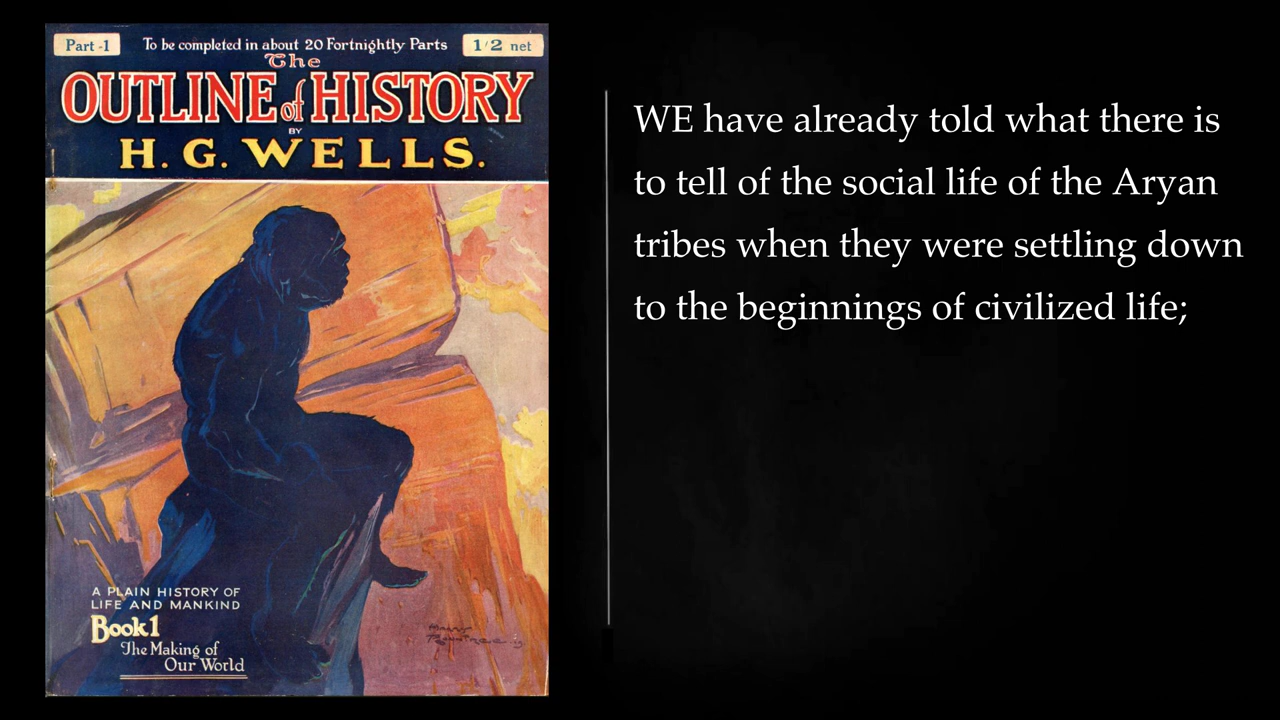 Part -1
To be completed in about 20 Fortnightly Parts
1/2 net
The
OUTLINE of HISTORY
BY
H. G. WELLS.
WE have already told what there is
to tell of the social life of the Aryan
tribes when they were settling down
to the beginnings of civilized life;
A PLAIN HISTORY OF
LIFE AND MANKIND
Book 1
The Making of
Our World